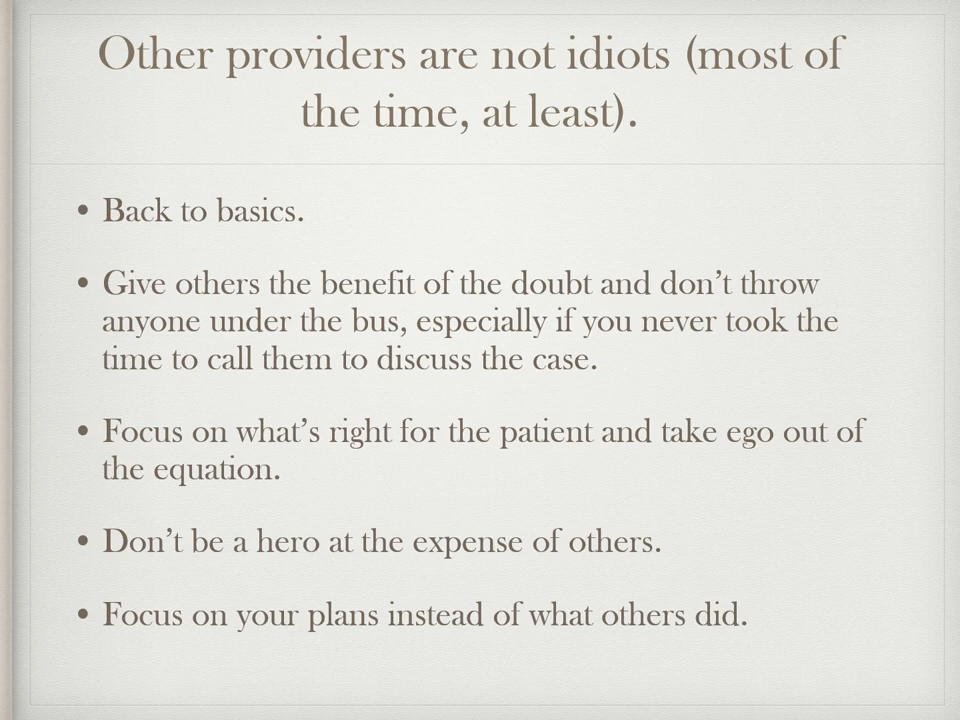 Other providers are not idiots (most of
the time, at least).
• Back to basics.
• Give others the benefit of the doubt and don’t throw
anyone under the bus, especially if you never took the
time to call them to discuss the case.
• Focus on what’s right for the patient and take ego out of
the equation.
• Don’t be a hero at the expense of others.
• Focus on your plans instead of what others did.